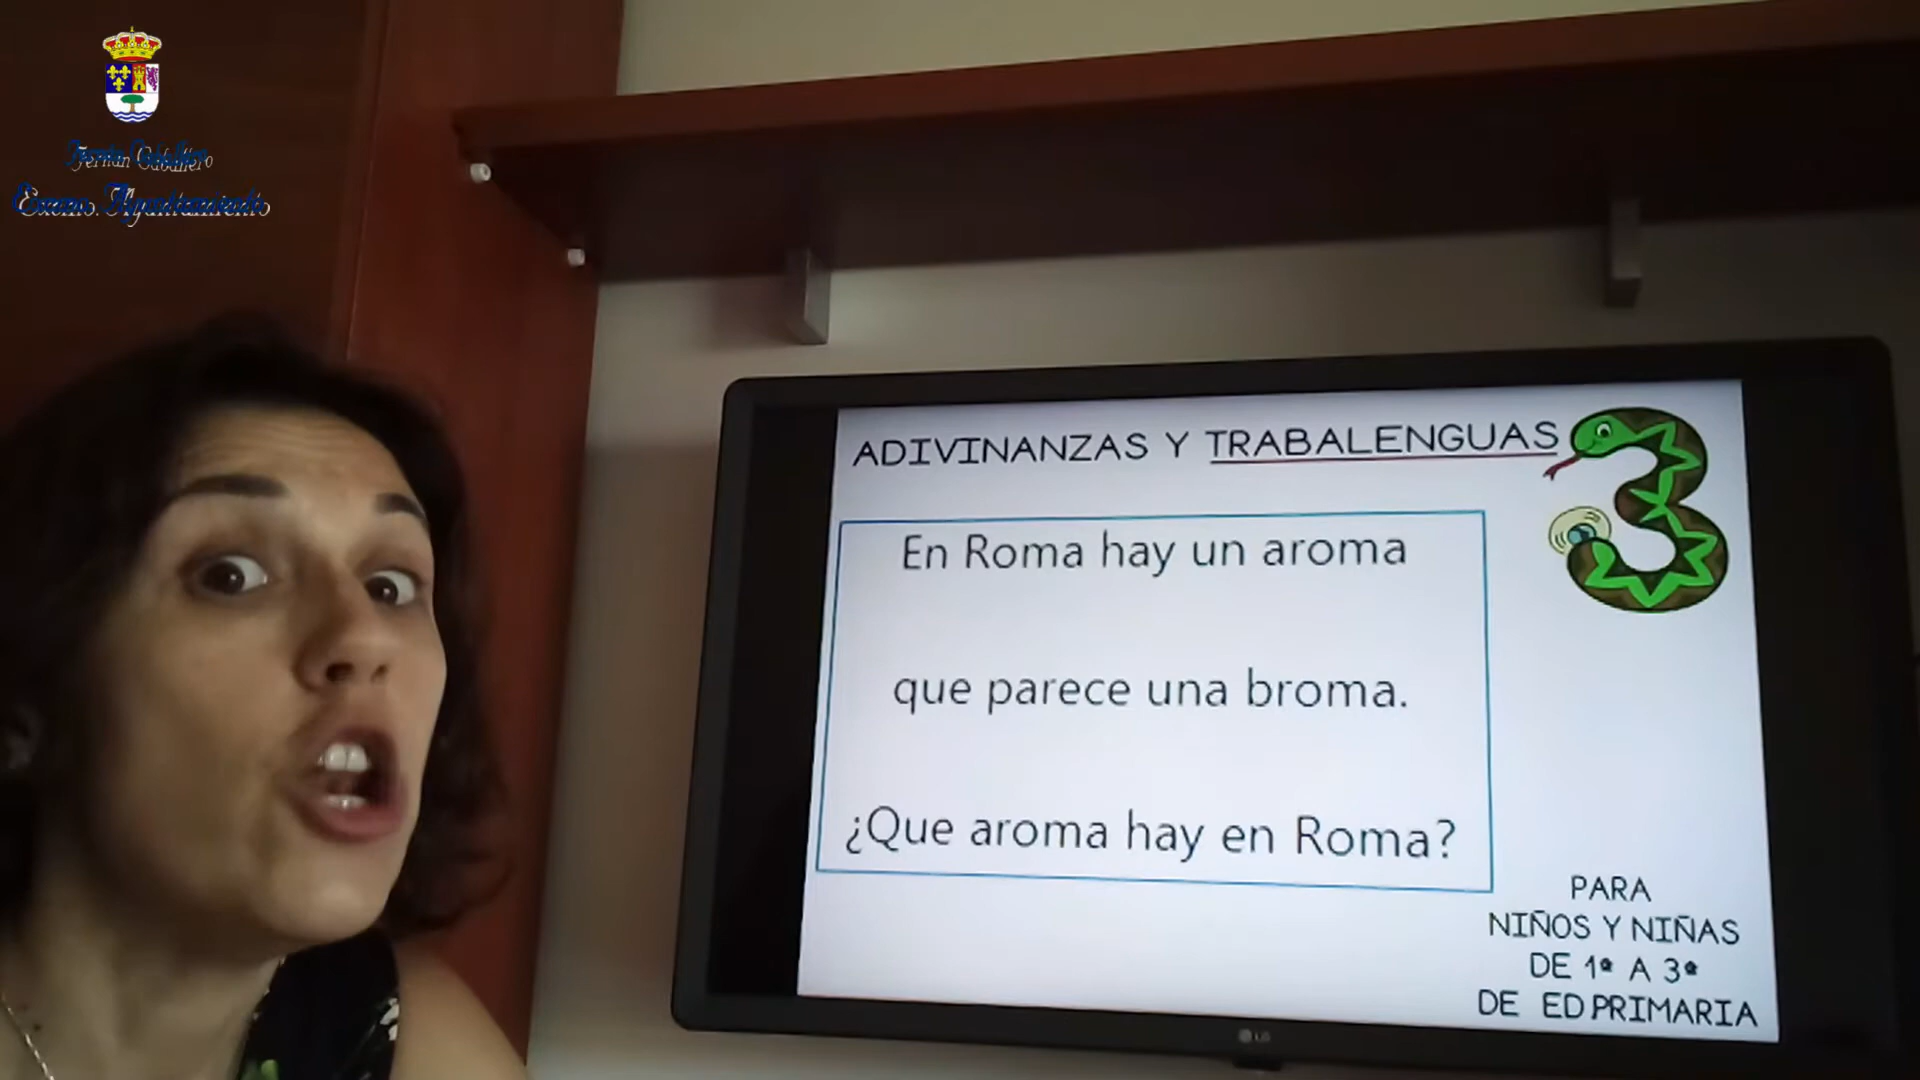 Fernán Caballero
Excmo. Ayuntamiento
ADIVINANZAS Y TRABALENGUAS
3
En Roma hay un aroma
que parece una broma.
¿Que aroma hay en Roma?
PARA
NIÑOS Y NIÑAS
DE 1º A 3º
DE ED PRIMARIA
LG